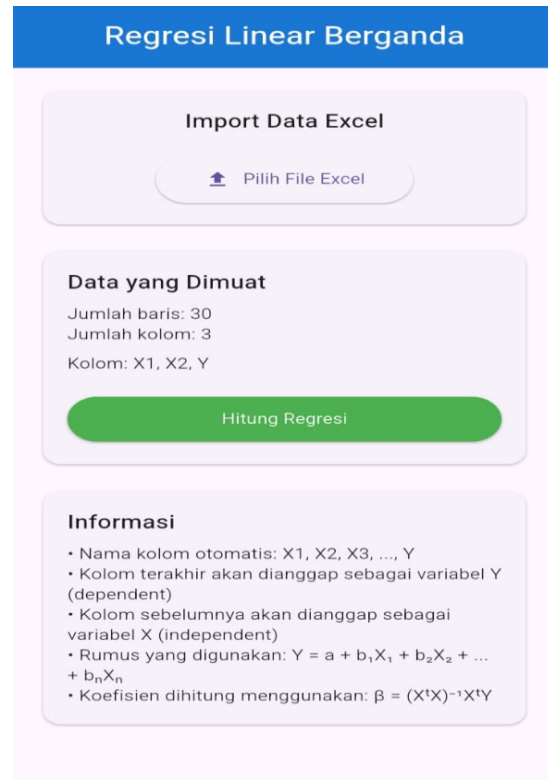 Regresi Linear Berganda
Import Data Excel
Pilih File Excel
Data yang Dimuat
Jumlah baris: 30
Jumlah kolom: 3
Kolom: X1, X2, Y
Hitung Regresi
Informasi
• Nama kolom otomatis: X1, X2, X3, ..., Y
• Kolom terakhir akan dianggap sebagai variabel Y
(dependent)
• Kolom sebelumnya akan dianggap sebagai
variabel X (independent)
• Rumus yang digunakan: Y = a + b₁X₁ + b₂X₂ + ...
+ bₙXₙ
• Koefisien dihitung menggunakan: β = (XᵗX)⁻¹XᵗY